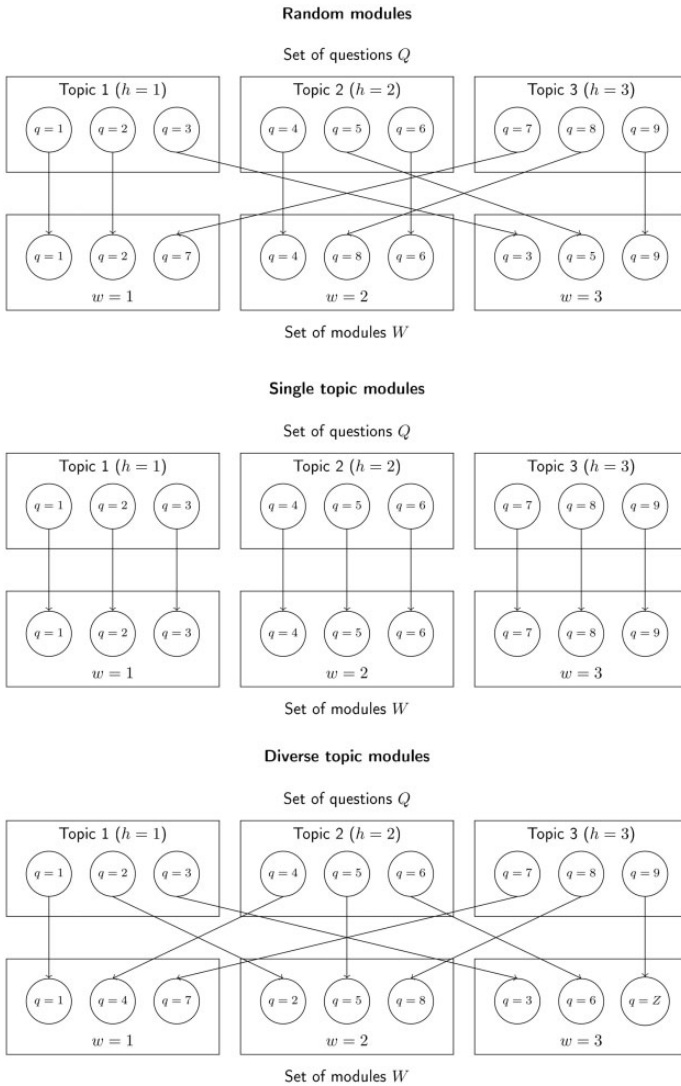 Random modules
Set of questions Q
Topic 1 (h = 1) Topic 2 (h = 2) Topic 3 (h = 3)
q = 1 q = 2 q = 3 q = 4 q = 5 q = 6 q = 7 q = 8 q = 9
q = 1 q = 2 q = 7 q = 4 q = 8 q = 6 q = 3 q = 5 q = 9
w = 1 w = 2 w = 3
Set of modules W
Single topic modules
Set of questions Q
Topic 1 (h = 1) Topic 2 (h = 2) Topic 3 (h = 3)
q = 1 q = 2 q = 3 q = 4 q = 5 q = 6 q = 7 q = 8 q = 9
q = 1 q = 2 q = 3 q = 4 q = 5 q = 6 q = 7 q = 8 q = 9
w = 1 w = 2 w = 3
Set of modules W
Diverse topic modules
Set of questions Q
Topic 1 (h = 1) Topic 2 (h = 2) Topic 3 (h = 3)
q = 1 q = 2 q = 3 q = 4 q = 5 q = 6 q = 7 q = 8 q = 9
q = 1 q = 4 q = 7 q = 2 q = 5 q = 8 q = 3 q = 6 q = Z
w = 1 w = 2 w = 3
Set of modules W